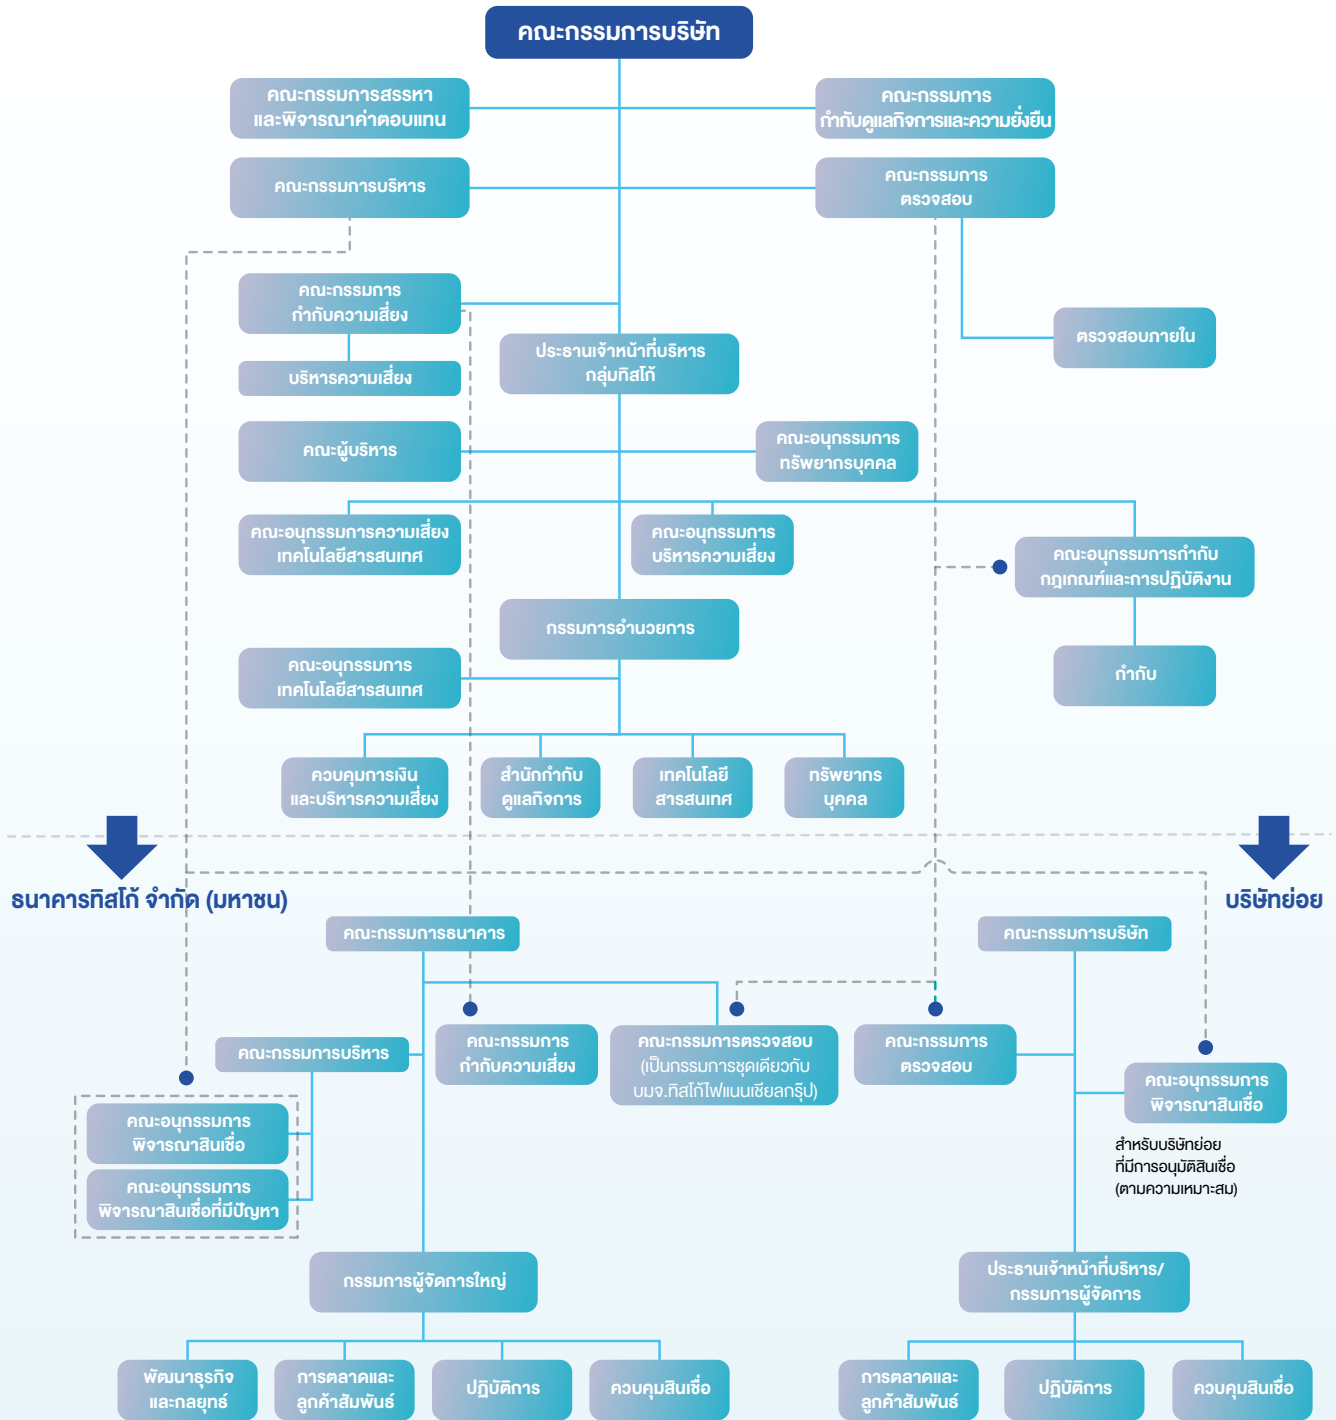 คณะกรรมการบริษัท
คณะกรรมการสรรหา
และพิจารณาค่าตอบแทน
คณะกรรมการ
กำกับดูแลกิจการและความยั่งยืน
คณะกรรมการบริหาร
คณะกรรมการ
ตรวจสอบ
คณะกรรมการ
กำกับความเสี่ยง
ตรวจสอบภายใน
ประธานเจ้าหน้าที่บริหาร
กลุ่มทิสโก้
บริหารความเสี่ยง
คณะผู้บริหาร
คณะอนุกรรมการ
ทรัพยากรบุคคล
คณะอนุกรรมการความเสี่ยง
เทคโนโลยีสารสนเทศ
คณะอนุกรรมการ
บริหารความเสี่ยง
คณะอนุกรรมการกำกับ
กฎเกณฑ์และการปฏิบัติงาน
กรรมการอำนวยการ
คณะอนุกรรมการ
เทคโนโลยีสารสนเทศ
กำกับ
ควบคุมการเงิน
และบริหารความเสี่ยง
สำนักกำกับ
ดูแลกิจการ
เทคโนโลยี
สารสนเทศ
ทรัพยากร
บุคคล
ธนาคารทิสโก้ จำกัด (มหาชน)
บริษัทย่อย
คณะกรรมการธนาคาร
คณะกรรมการบริษัท
คณะกรรมการบริหาร
คณะกรรมการ
กำกับความเสี่ยง
คณะกรรมการตรวจสอบ
(เป็นกรรมการชุดเดียวกับ
บมจ.ทิสโก้ไฟแนนเชียลกรุ๊ป)
คณะกรรมการ
ตรวจสอบ
คณะอนุกรรมการ
พิจารณาสินเชื่อ
สำหรับบริษัทย่อย
ที่มีการอนุมัติสินเชื่อ
(ตามความเหมาะสม)
คณะอนุกรรมการ
พิจารณาสินเชื่อ
คณะอนุกรรมการ
พิจารณาสินเชื่อที่มีปัญหา
กรรมการผู้จัดการใหญ่
ประธานเจ้าหน้าที่บริหาร/
กรรมการผู้จัดการ
พัฒนาธุรกิจ
และกลยุทธ์
การตลาดและ
ลูกค้าสัมพันธ์
ปฏิบัติการ
ควบคุมสินเชื่อ
การตลาดและ
ลูกค้าสัมพันธ์
ปฏิบัติการ
ควบคุมสินเชื่อ